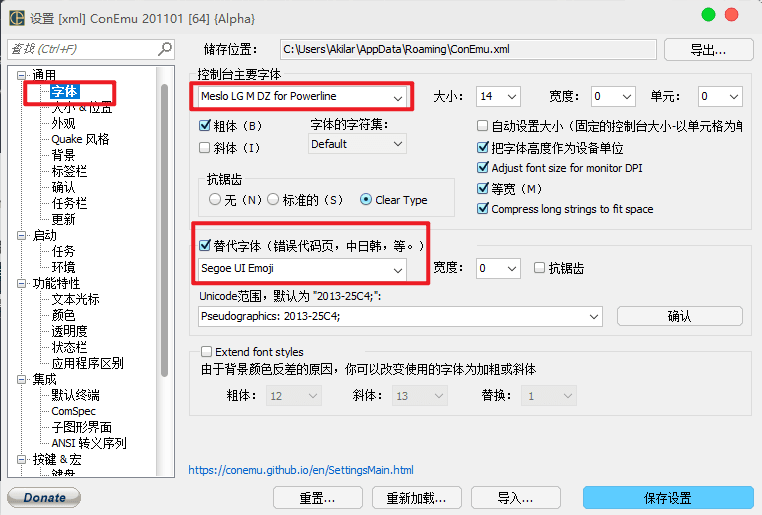 设置 [xml] ConEmu 201101 [64] {Alpha}
查找 (Ctrl+F)
储存位置：
C:\Users\Akilar\AppData\Roaming\ConEmu.xml
导出...
通用
字体
大小 & 位置
外观
Quake 风格
背景
标签栏
确认
任务栏
更新
启动
任务
环境
功能特性
文本光标
颜色
透明度
状态栏
应用程序区别
集成
默认终端
ComSpec
子图形界面
ANSI 转义序列
按键 & 宏
键盘
控制台主要字体
Meslo LG M DZ for Powerline
大小： 14
宽度： 0
单元： 0
粗体（B）
字体的字符集：
斜体（I）
Default
自动设置大小（固定的控制台大小-以单元格为单
把字体高度作为设备单位
Adjust font size for monitor DPI
等宽（M）
Compress long strings to fit space
抗锯齿
无（N） 标准的（S） Clear Type
替代字体（错误代码页，中日韩，等。）
Segoe UI Emoji
宽度： 0
抗锯齿
Unicode范围，默认为 "2013-25C4;":
Pseudographics: 2013-25C4;
确认
Extend font styles
由于背景颜色反差的原因，你可以改变使用的字体为加粗或斜体
粗体： 12
斜体： 13
替换： 1
https://conemu.github.io/en/SettingsMain.html
Donate
重置...
重新加载...
导入...
保存设置